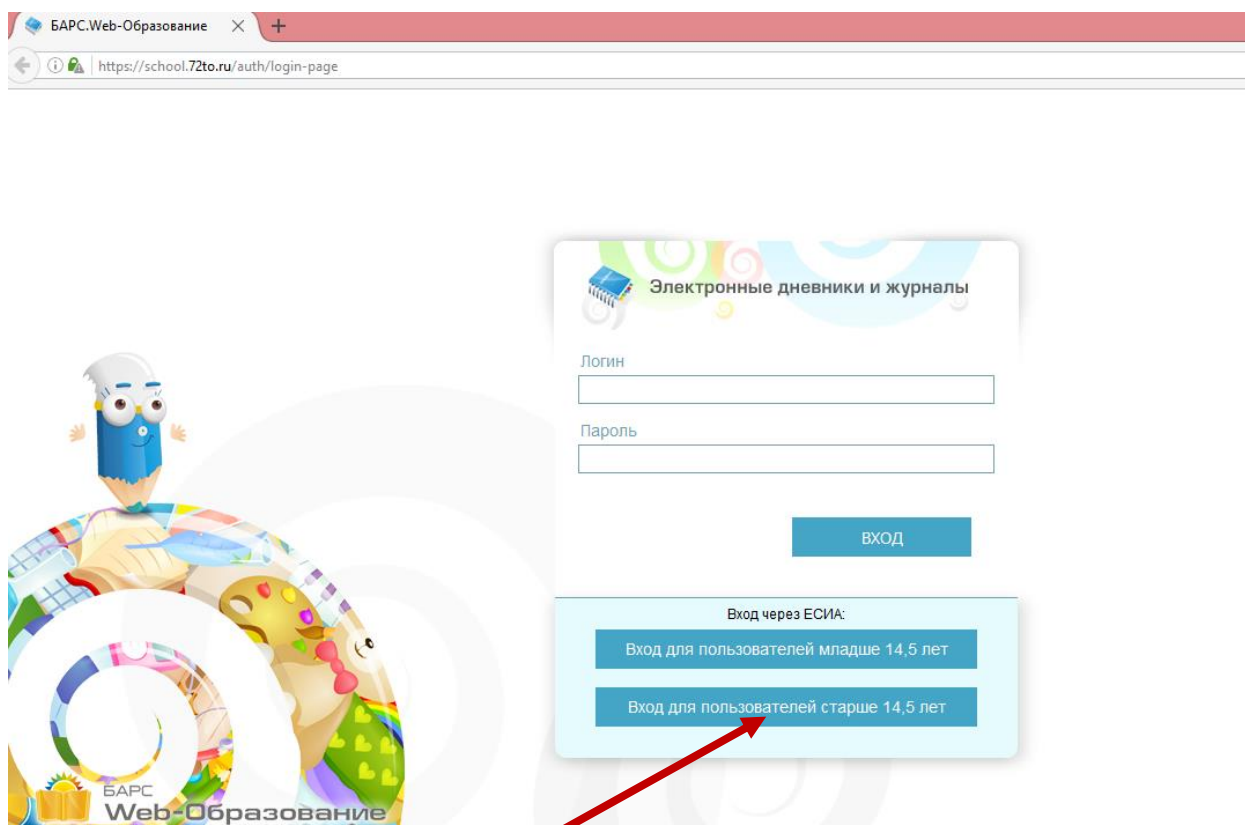 БАРС.Web-Образование
https://school.72to.ru/auth/login-page
Электронные дневники и журналы
Логин
Пароль
ВХОД
Вход через ЕСИА:
Вход для пользователей младше 14,5 лет
Вход для пользователей старше 14,5 лет
БАРС
Web-Образование